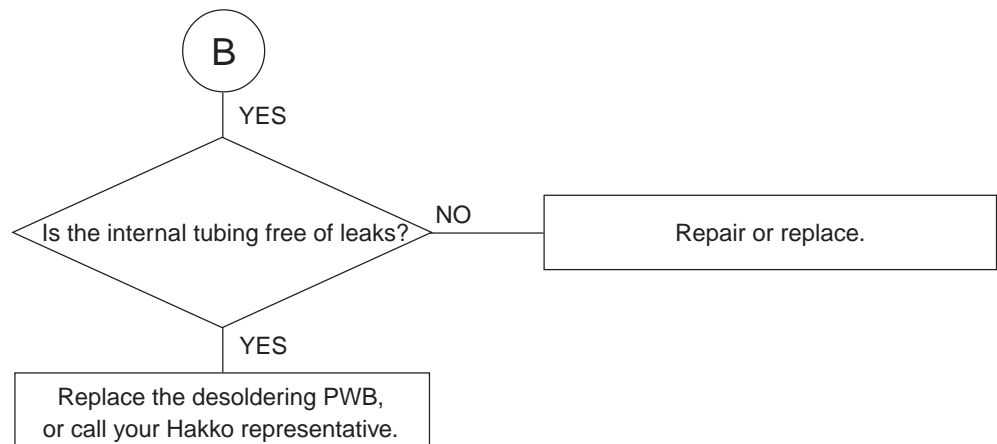 B
YES
Is the internal tubing free of leaks?
NO
Repair or replace.
YES
Replace the desoldering PWB,
or call your Hakko representative.